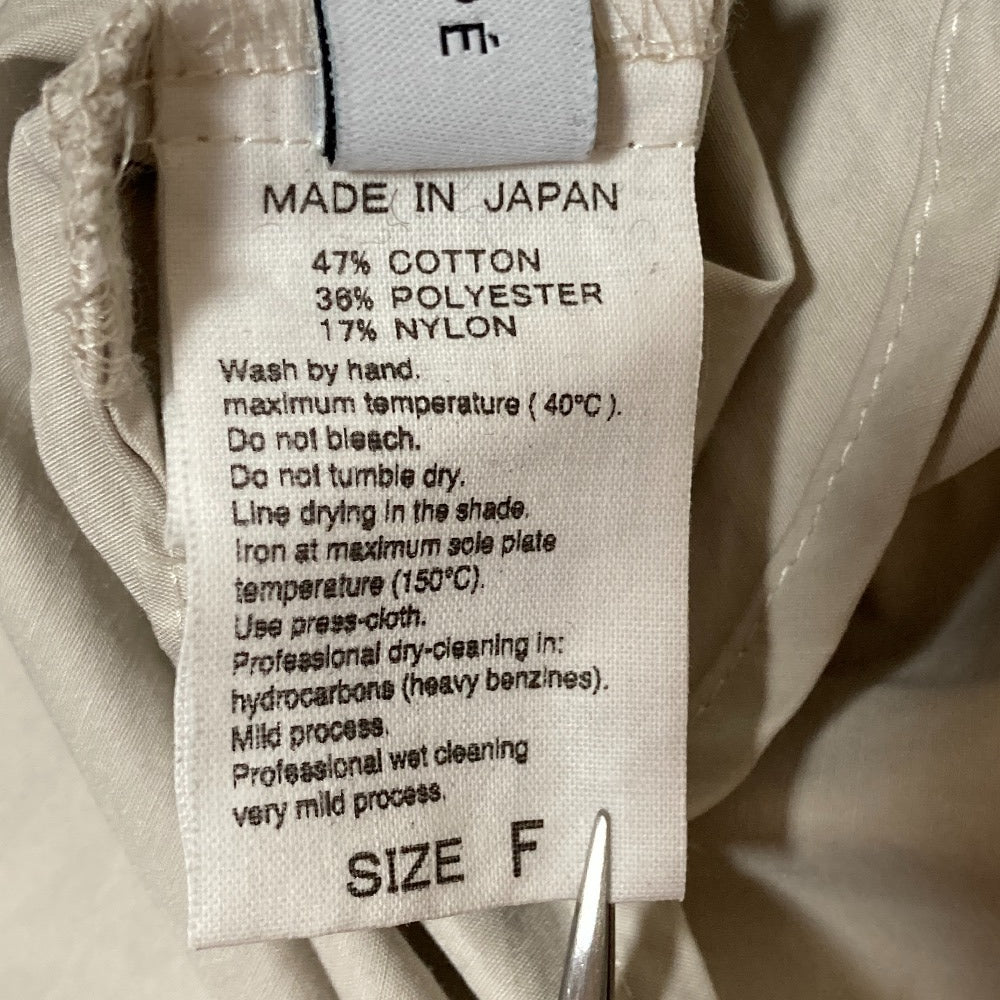 MADE IN JAPAN
47% COTTON
36% POLYESTER
17% NYLON
Wash by hand.
maximum temperature ( 40°C ).
Do not bleach.
Do not tumble dry.
Line drying in the shade.
Iron at maximum sole plate
temperature (150°C).
Use press-cloth.
Professional dry-cleaning in:
hydrocarbons (heavy benzines).
Mild process.
Professional wet cleaning
very mild process.
SIZE F